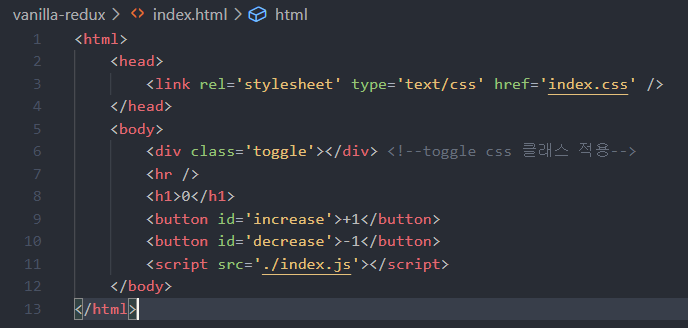 vanilla-redux > <> index.html > html
1 <html>
2     <head>
3         <link rel='stylesheet' type='text/css' href='index.css' />
4     </head>
5     <body>
6         <div class='toggle'></div> <!--toggle css 클래스 적용-->
7         <hr />
8         <h1>0</h1>
9         <button id='increase'>+1</button>
10         <button id='decrease'>-1</button>
11         <script src='./index.js'></script>
12     </body>
13 </html>